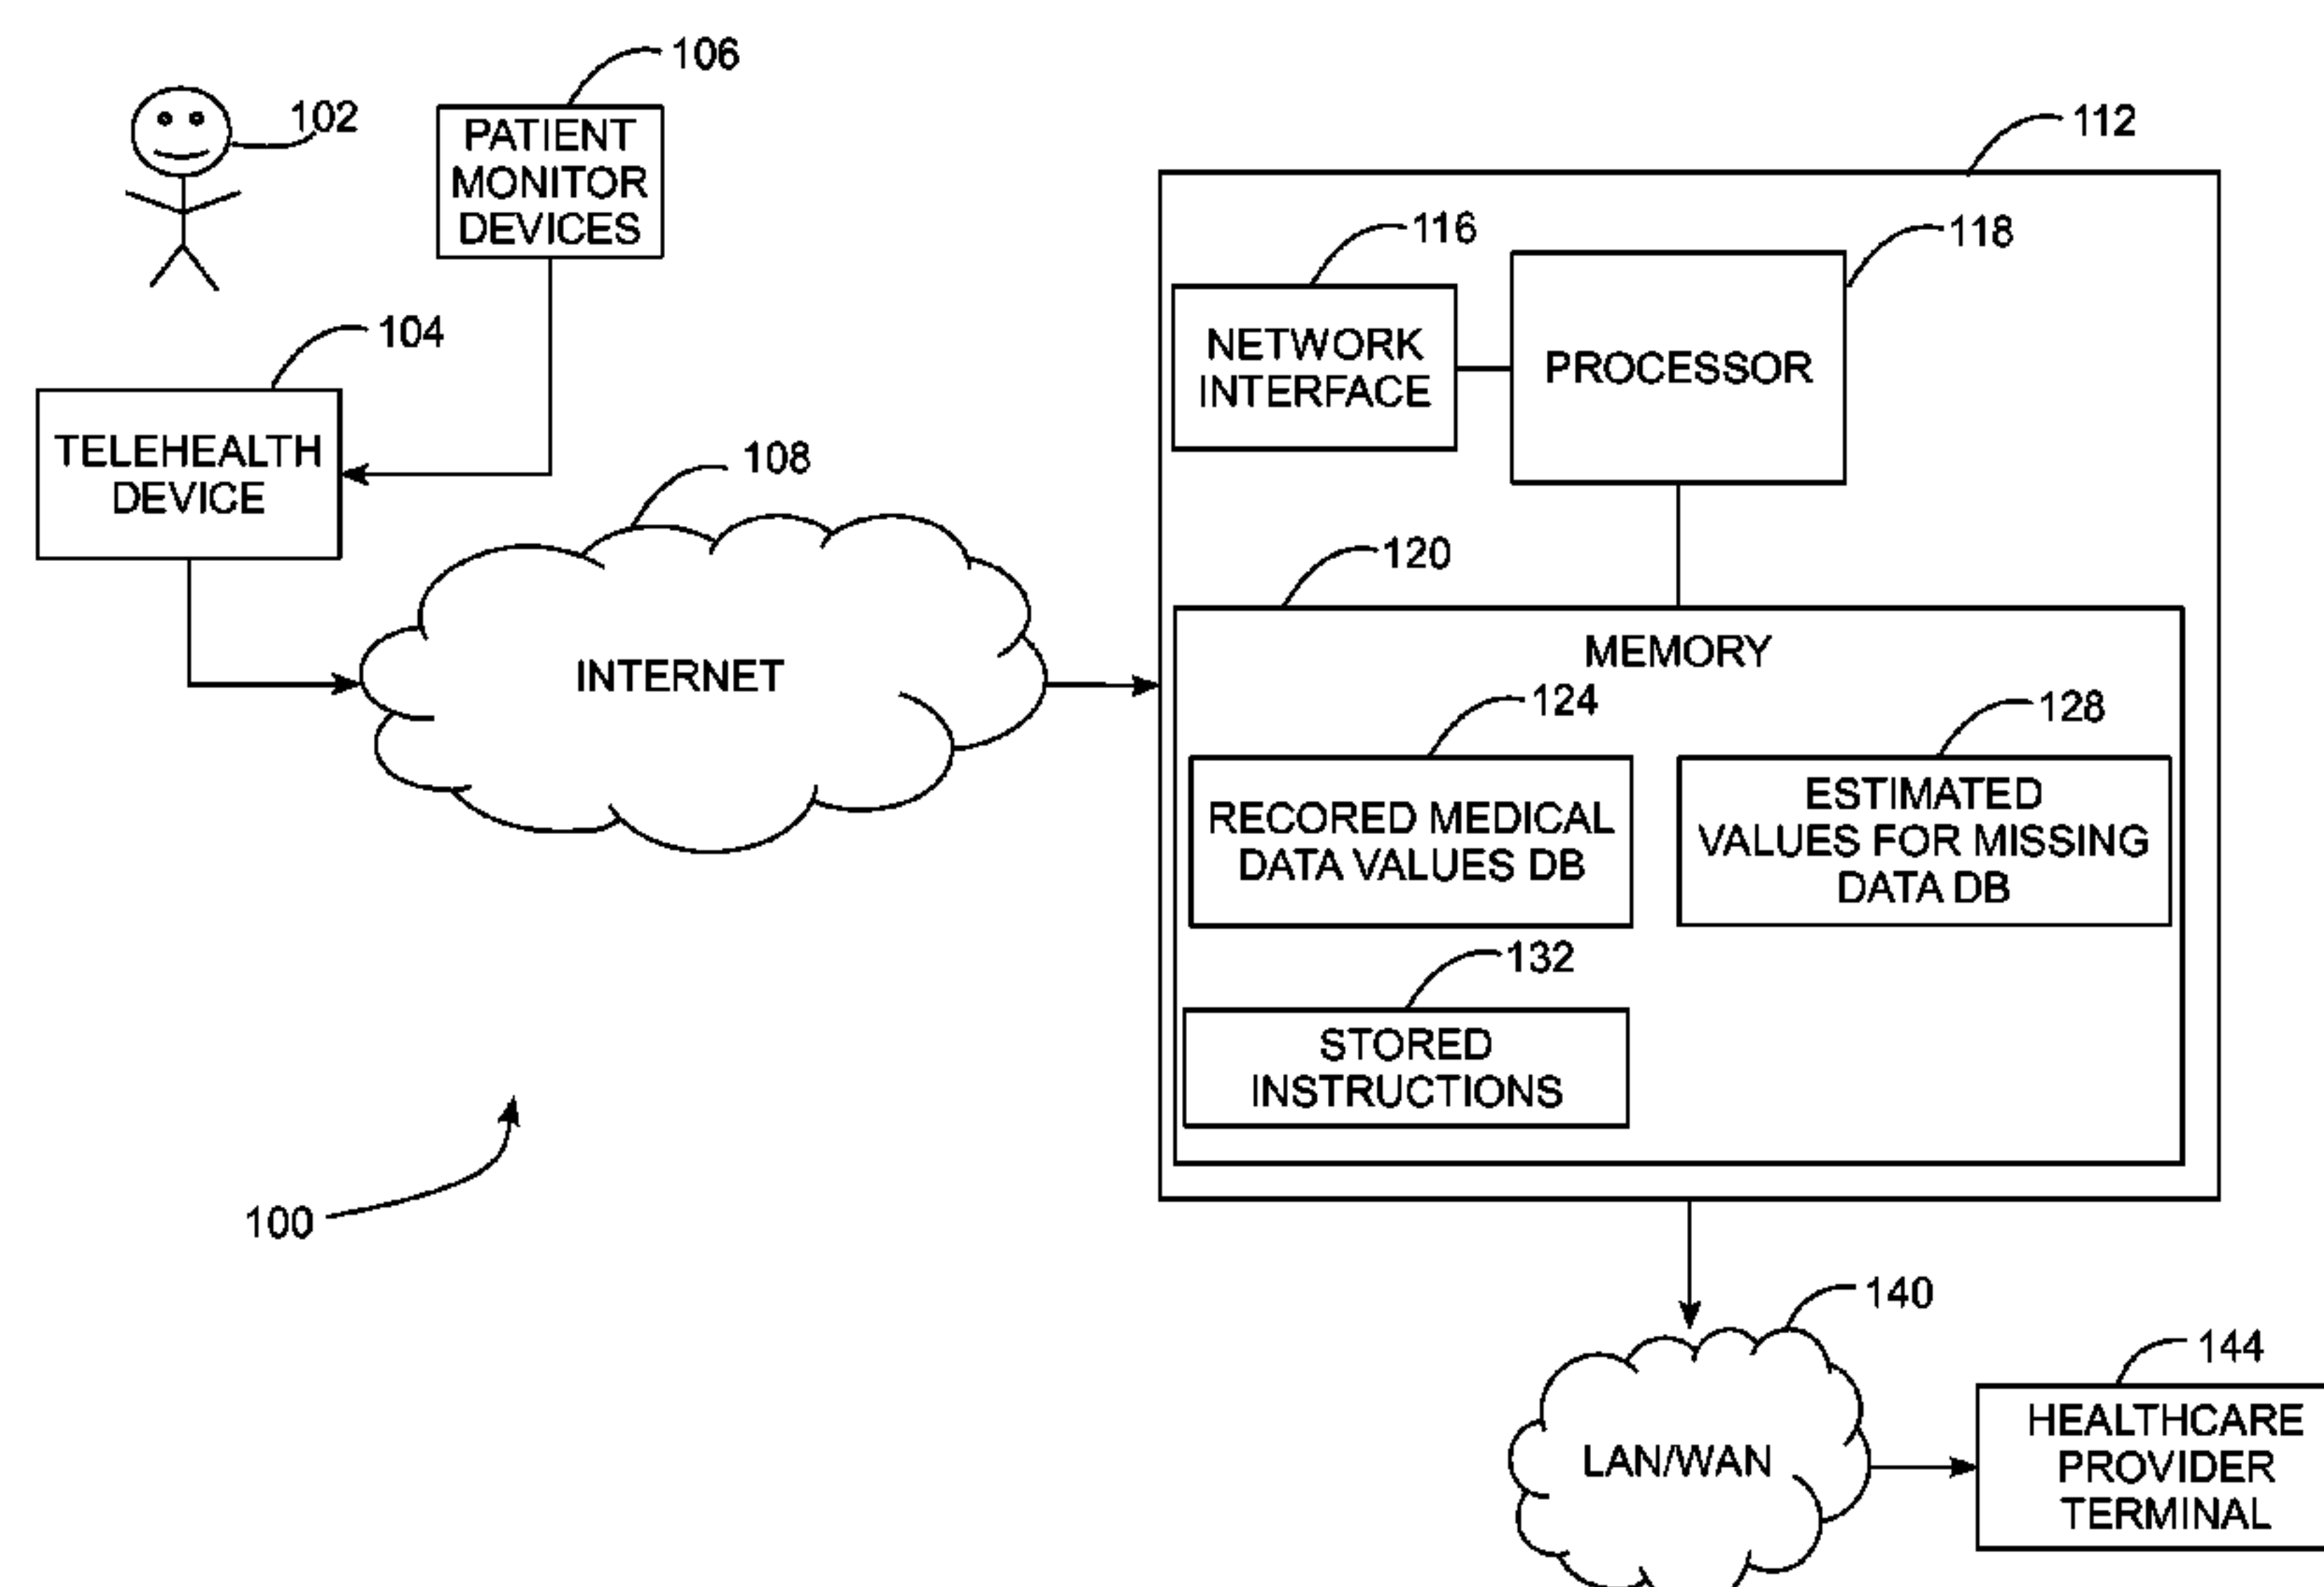 106
102
PATIENT
MONITOR
DEVICES
112
116
118
104
NETWORK
INTERFACE
PROCESSOR
TELEHEALTH
DEVICE
108
120
INTERNET
MEMORY
124
128
RECORED MEDICAL
DATA VALUES DB
ESTIMATED
VALUES FOR MISSING
DATA DB
132
STORED
INSTRUCTIONS
100
140
144
LAN/WAN
HEALTHCARE
PROVIDER
TERMINAL